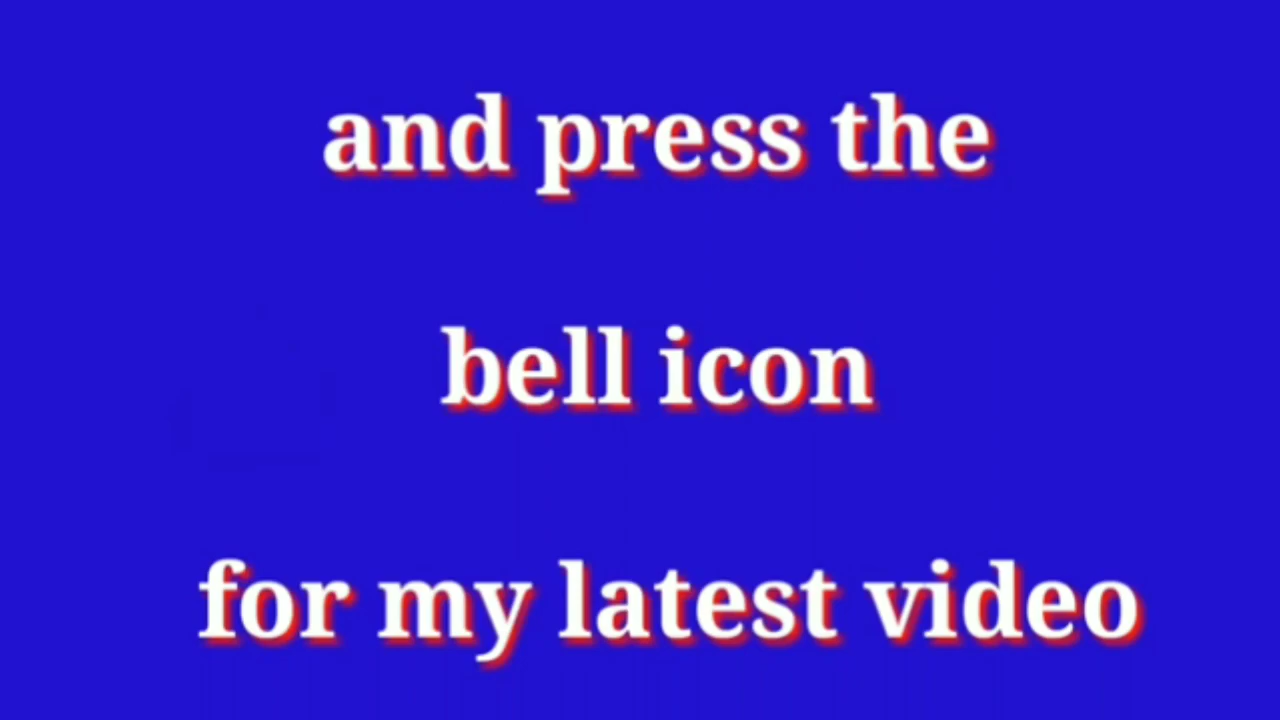 and press the
bell icon
for my latest video